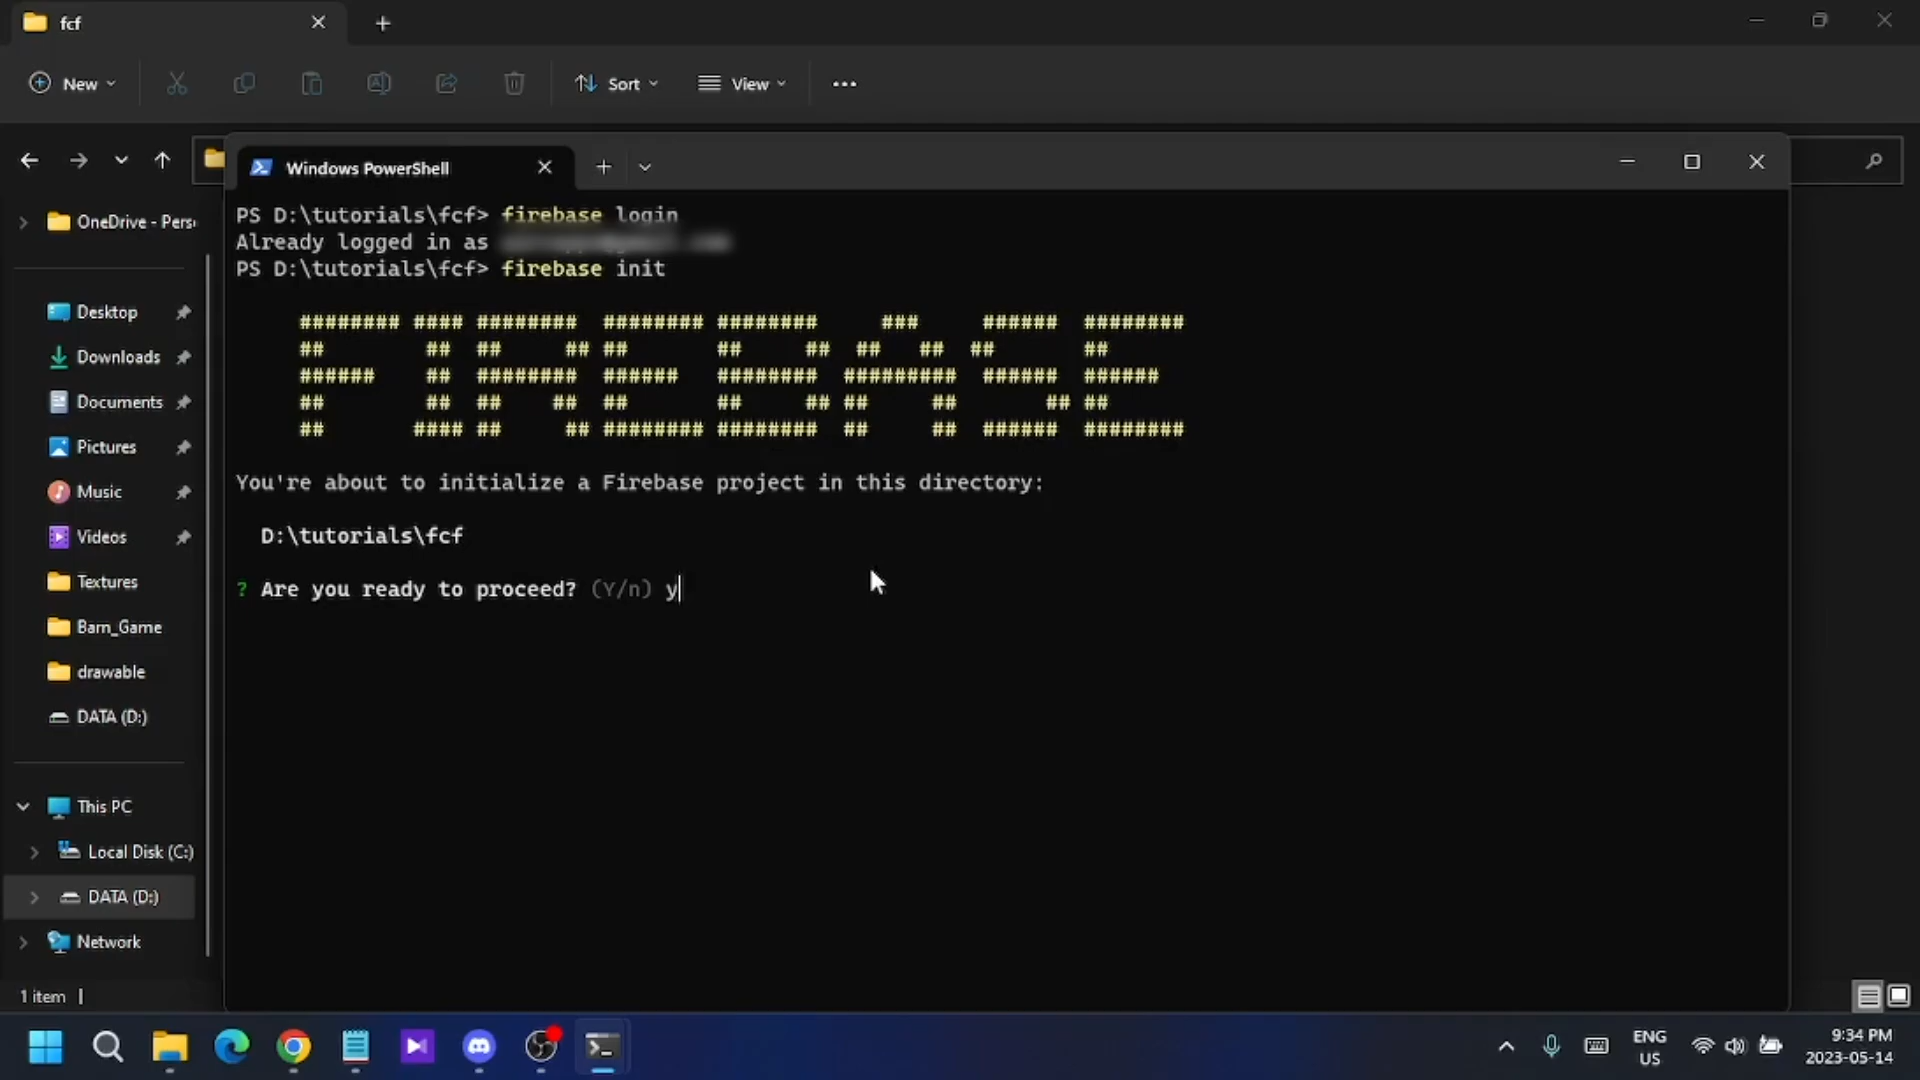 fcf
New
Sort
View
Windows PowerShell
PS D:\tutorials\fcf> firebase login
Already logged in as
PS D:\tutorials\fcf> firebase init
######## #### ######## ######## ########     ###     ###### ########
##        ## ##     ## ##       ##     ## ##   ## ##       ##
######    ## ######## ######   ######## ######### ###### ######
##        ## ##    ## ##       ##     ## ##     ##       ## ##
##       #### ##     ## ######## ######## ##     ## ###### ########
You're about to initialize a Firebase project in this directory:
D:\tutorials\fcf
? Are you ready to proceed? (Y/n) y
OneDrive - Pers
Desktop
Downloads
Documents
Pictures
Music
Videos
Textures
Barn_Game
drawable
DATA (D:)
This PC
Local Disk (C:)
DATA (D:)
Network
1 item
ENG
US
9:34 PM
2023-05-14